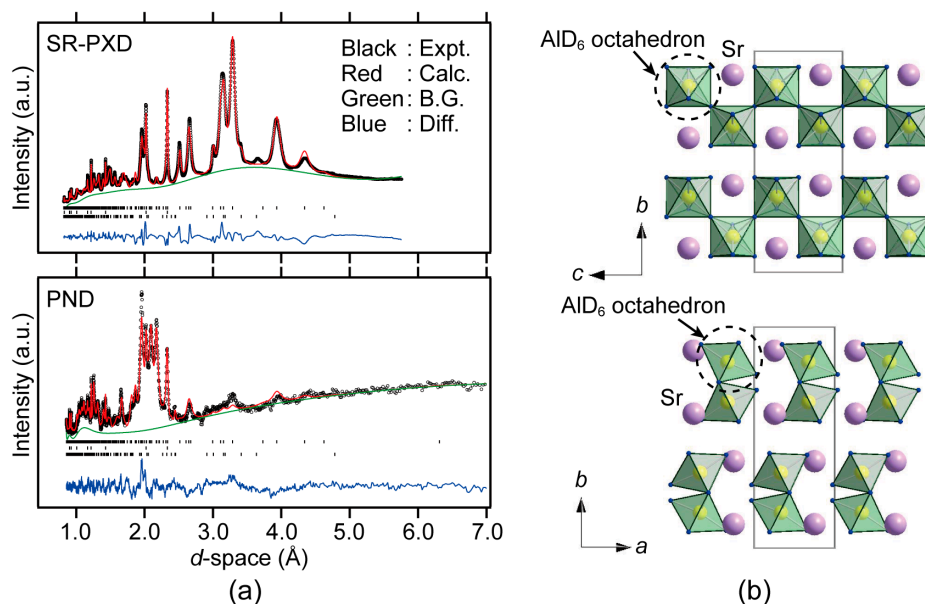 SR-PXD
Black : Expt.
Red : Calc.
Green : B.G.
Blue : Diff.
Intensity (a.u.)
PND
Intensity (a.u.)
1.0 2.0 3.0 4.0 5.0 6.0 7.0
d-space (Å)
(a)
AlD₆ octahedron
Sr
b
c
AlD₆ octahedron
Sr
b
a
(b)